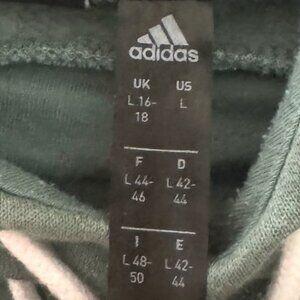 adidas
UK US
L 16- L
18
F D
L 44- L 42-
46 44
I E
L 48- L 42-
50 44